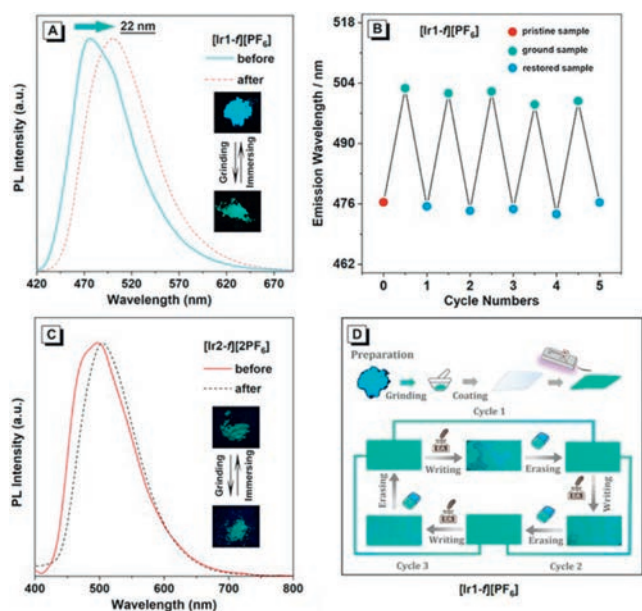 A
22 nm
[Ir1-f][PF6]
before
after
Grinding
Immersing
PL Intensity (a.u.)
420 470 520 570 620 670
Wavelength (nm)
B
[Ir1-f][PF6]
pristine sample
ground sample
restored sample
Emission Wavelength / nm
518
504
490
476
462
0 1 2 3 4 5
Cycle Numbers
C
[Ir2-f][2PF6]
before
after
Grinding
Immersing
PL Intensity (a.u.)
400 500 600 700 800
Wavelength (nm)
D
Preparation
Grinding
Coating
Cycle 1
Writing
Erasing
Writing
Erasing
Writing
Erasing
Cycle 3
Cycle 2
[Ir1-f][PF6]